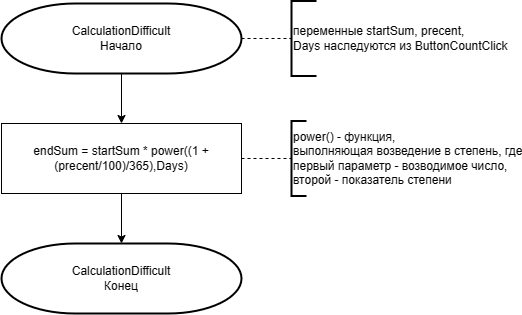 CalculationDifficult
Начало
переменные startSum, precent,
Days наследуются из ButtonCountClick
endSum = startSum * power((1 +
(precent/100)/365),Days)
power() - функция,
выполняющая возведение в степень, где
первый параметр - возводимое число,
второй - показатель степени
CalculationDifficult
Конец